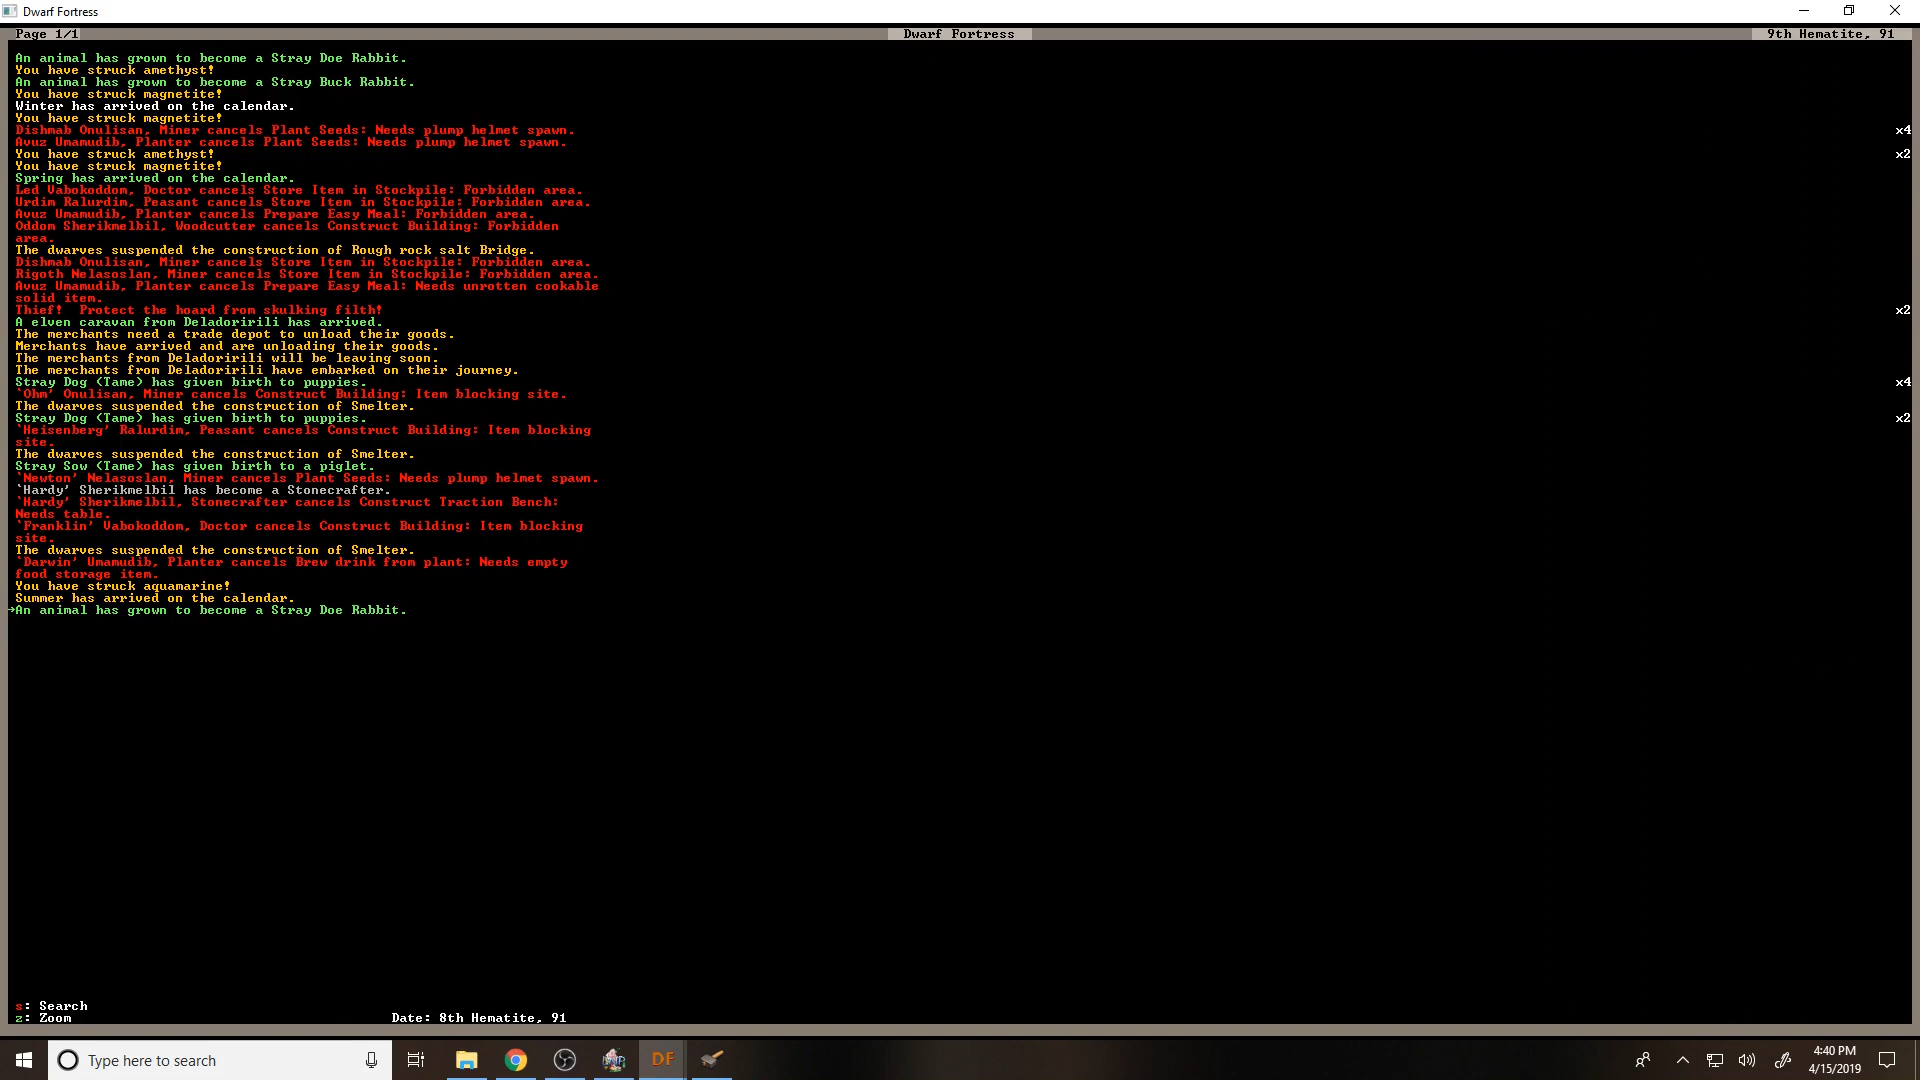 Dwarf Fortress
Page 1/1 Dwarf Fortress 9th Hematite, 91
An animal has grown to become a Stray Doe Rabbit.
You have struck amethyst!
An animal has grown to become a Stray Buck Rabbit.
You have struck magnetite!
Winter has arrived on the calendar.
You have struck magnetite!
Dishmab Onulisan, Miner cancels Plant Seeds: Needs plump helmet spawn. x4
Avuz Umamudib, Planter cancels Plant Seeds: Needs plump helmet spawn.
You have struck amethyst! x2
You have struck magnetite!
Spring has arrived on the calendar.
Led Vabokoddom, Doctor cancels Store Item in Stockpile: Forbidden area.
Urdim Ralurdim, Peasant cancels Store Item in Stockpile: Forbidden area.
Avuz Umamudib, Planter cancels Prepare Easy Meal: Forbidden area.
Oddom Sherikmelbil, Woodcutter cancels Construct Building: Forbidden
area.
The dwarves suspended the construction of Rough rock salt Bridge.
Dishmab Onulisan, Miner cancels Store Item in Stockpile: Forbidden area.
Rigoth Nelasoslan, Miner cancels Store Item in Stockpile: Forbidden area.
Avuz Umamudib, Planter cancels Prepare Easy Meal: Needs unrotten cookable
solid item.
Thief! Protect the hoard from skulking filth! x2
A elven caravan from Deladoririli has arrived.
The merchants need a trade depot to unload their goods.
Merchants have arrived and are unloading their goods.
The merchants from Deladoririli will be leaving soon.
The merchants from Deladoririli have embarked on their journey.
Stray Dog (Tame) has given birth to puppies. x4
`Ohm' Onulisan, Miner cancels Construct Building: Item blocking site.
The dwarves suspended the construction of Smelter.
Stray Dog (Tame) has given birth to puppies. x2
`Heisenberg' Ralurdim, Peasant cancels Construct Building: Item blocking
site.
The dwarves suspended the construction of Smelter.
Stray Sow (Tame) has given birth to a piglet.
`Newton' Nelasoslan, Miner cancels Plant Seeds: Needs plump helmet spawn.
`Hardy' Sherikmelbil has become a Stonecrafter.
`Hardy' Sherikmelbil, Stonecrafter cancels Construct Traction Bench:
Needs table.
`Franklin' Vabokoddom, Doctor cancels Construct Building: Item blocking
site.
The dwarves suspended the construction of Smelter.
`Darwin' Umamudib, Planter cancels Brew drink from plant: Needs empty
food storage item.
You have struck aquamarine!
Summer has arrived on the calendar.
An animal has grown to become a Stray Doe Rabbit.
s: Search
z: Zoom Date: 8th Hematite, 91
Type here to search
DF
4:40 PM
4/15/2019